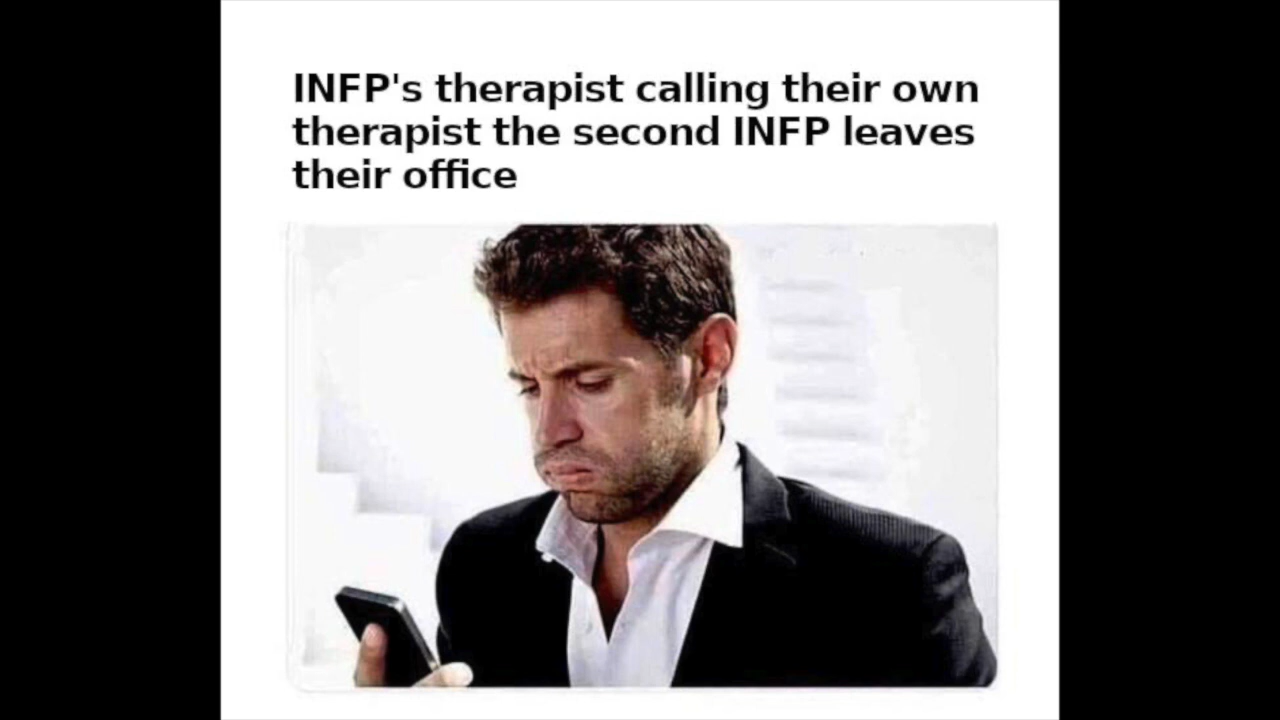 INFP's therapist calling their own
therapist the second INFP leaves
their office